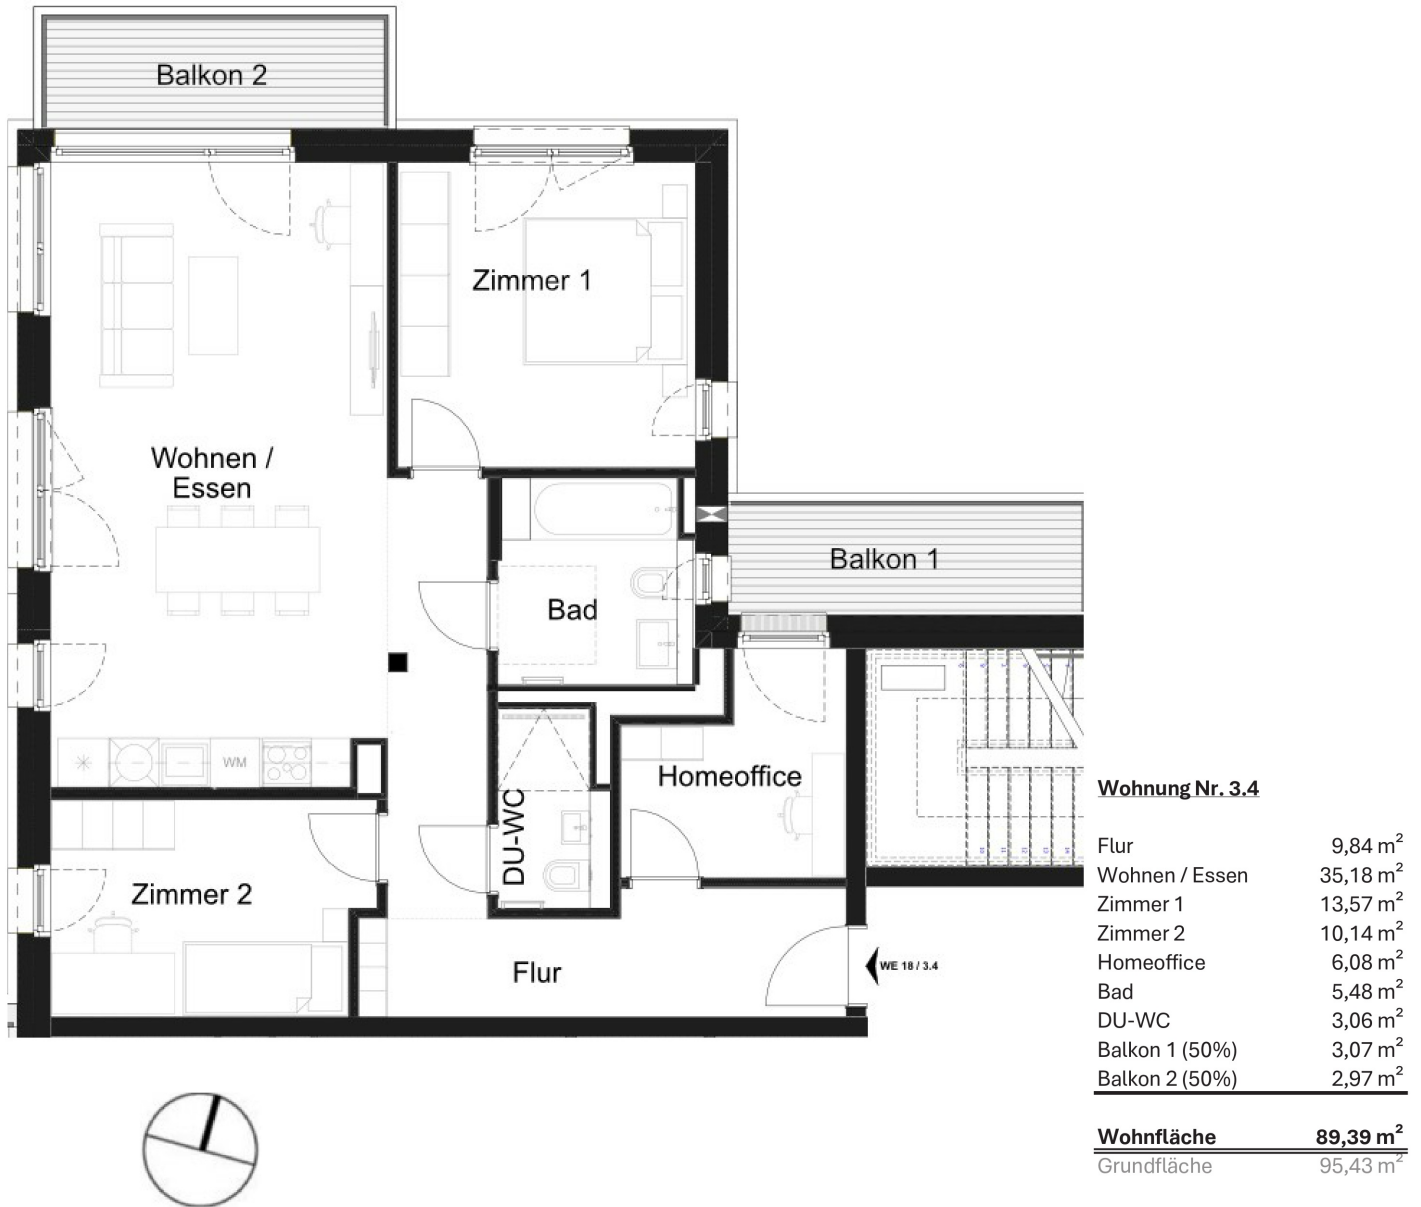 Balkon 2
Zimmer 1
Wohnen /
Essen
Balkon 1
Bad
WM
Homeoffice
DU-WC
Zimmer 2
Flur
WE 18 / 3.4
Wohnung Nr. 3.4
Flur 9,84 m²
Wohnen / Essen 35,18 m²
Zimmer 1 13,57 m²
Zimmer 2 10,14 m²
Homeoffice 6,08 m²
Bad 5,48 m²
DU-WC 3,06 m²
Balkon 1 (50%) 3,07 m²
Balkon 2 (50%) 2,97 m²
Wohnfläche 89,39 m²
Grundfläche 95,43 m²